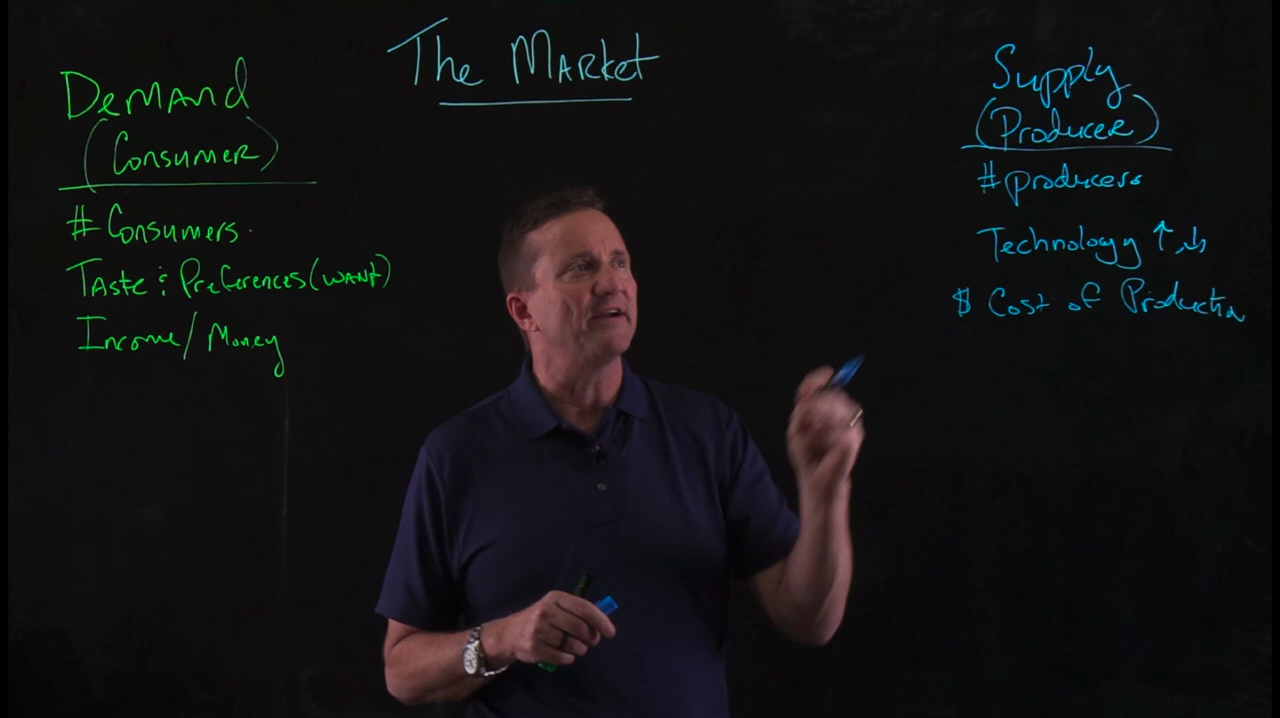 The Market
Demand
(Consumer)
# Consumers
Taste & Preferences (want)
Income/Money
Supply
(Producer)
# producers
Technology ↑↓
$ Cost of Production